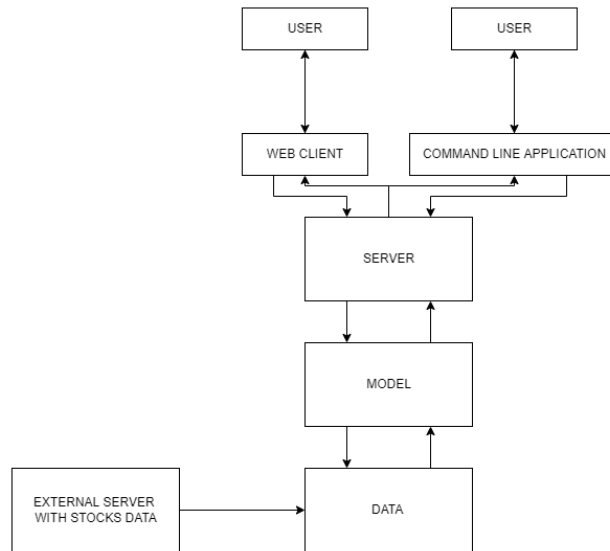 USER
USER
WEB CLIENT
COMMAND LINE APPLICATION
SERVER
MODEL
EXTERNAL SERVER
WITH STOCKS DATA
DATA